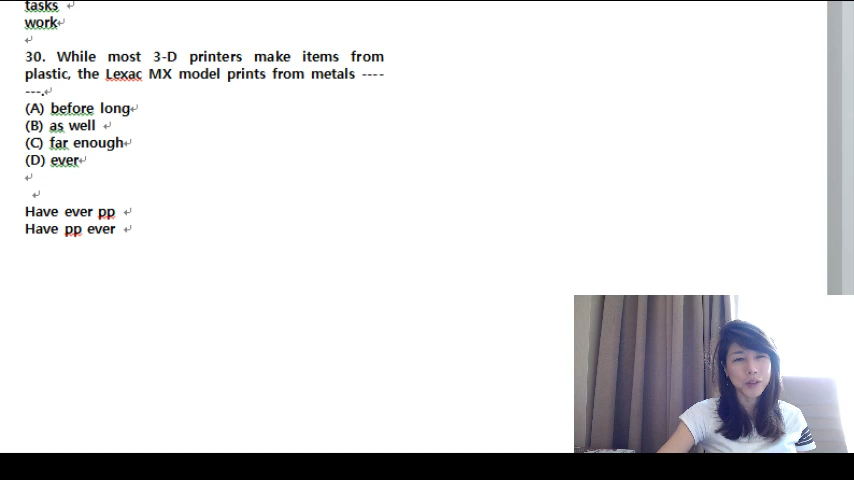 tasks
work
30. While most 3-D printers make items from
plastic, the Lexac MX model prints from metals ----
---.
(A) before long
(B) as well
(C) far enough
(D) ever
Have ever pp
Have pp ever